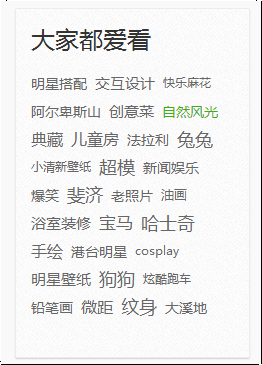 大家都爱看
明星搭配 交互设计 快乐麻花
阿尔卑斯山 创意菜 自然风光
典藏 儿童房 法拉利 兔兔
小清新壁纸 超模 新闻娱乐
爆笑 斐济 老照片 油画
浴室装修 宝马 哈士奇
手绘 港台明星 cosplay
明星壁纸 狗狗 炫酷跑车
铅笔画 微距 纹身 大溪地